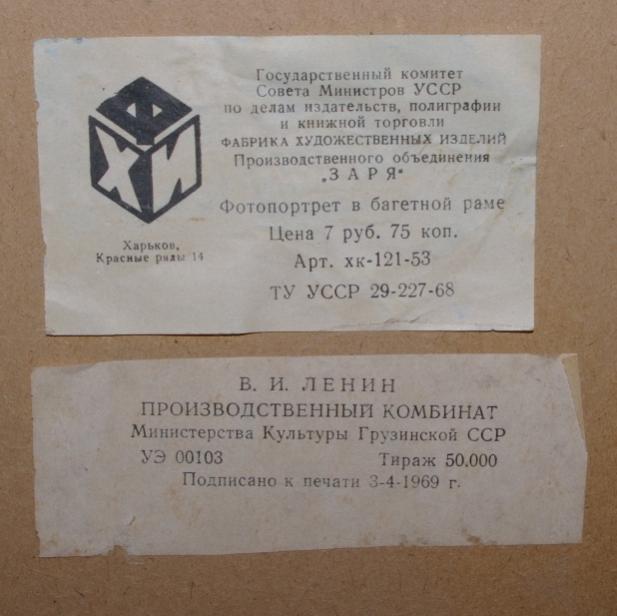 ФХИ
Государственный комитет
Совета Министров УССР
по делам издательств, полиграфии
и книжной торговли
ФАБРИКА ХУДОЖЕСТВЕННЫХ ИЗДЕЛИЙ
Производственного объединения
„ЗАРЯ"
Фотопортрет в багетной раме
Цена 7 руб. 75 коп.
Арт. хк-121-53
ТУ УССР 29-227-68
Харьков,
Красные ряды 14
В. И. ЛЕНИН
ПРОИЗВОДСТВЕННЫЙ КОМБИНАТ
Министерства Культуры Грузинской ССР
УЭ 00103 Тираж 50.000
Подписано к печати 3-4-1969 г.